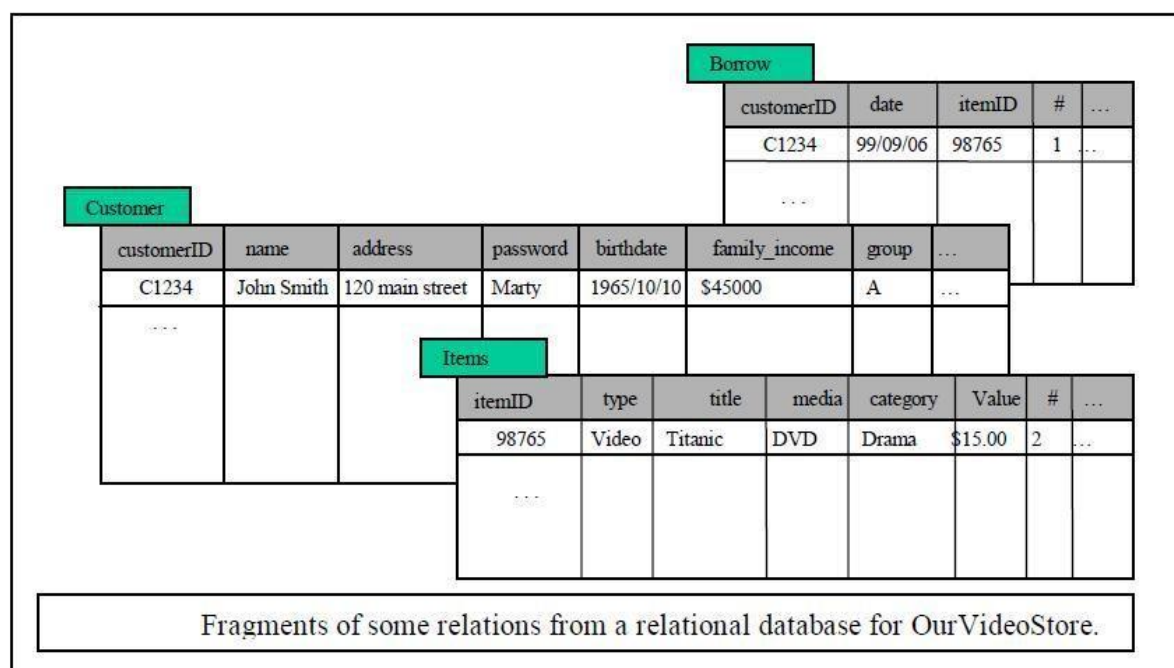 Borrow
customerID date itemID # ...
C1234 99/09/06 98765 1 ...
. . .
Customer
customerID name address password birthdate family_income group ...
C1234 John Smith 120 main street Marty 1965/10/10 $45000 A ...
. . .
Items
itemID type title media category Value # ...
98765 Video Titanic DVD Drama $15.00 2 ...
. . .
Fragments of some relations from a relational database for OurVideoStore.